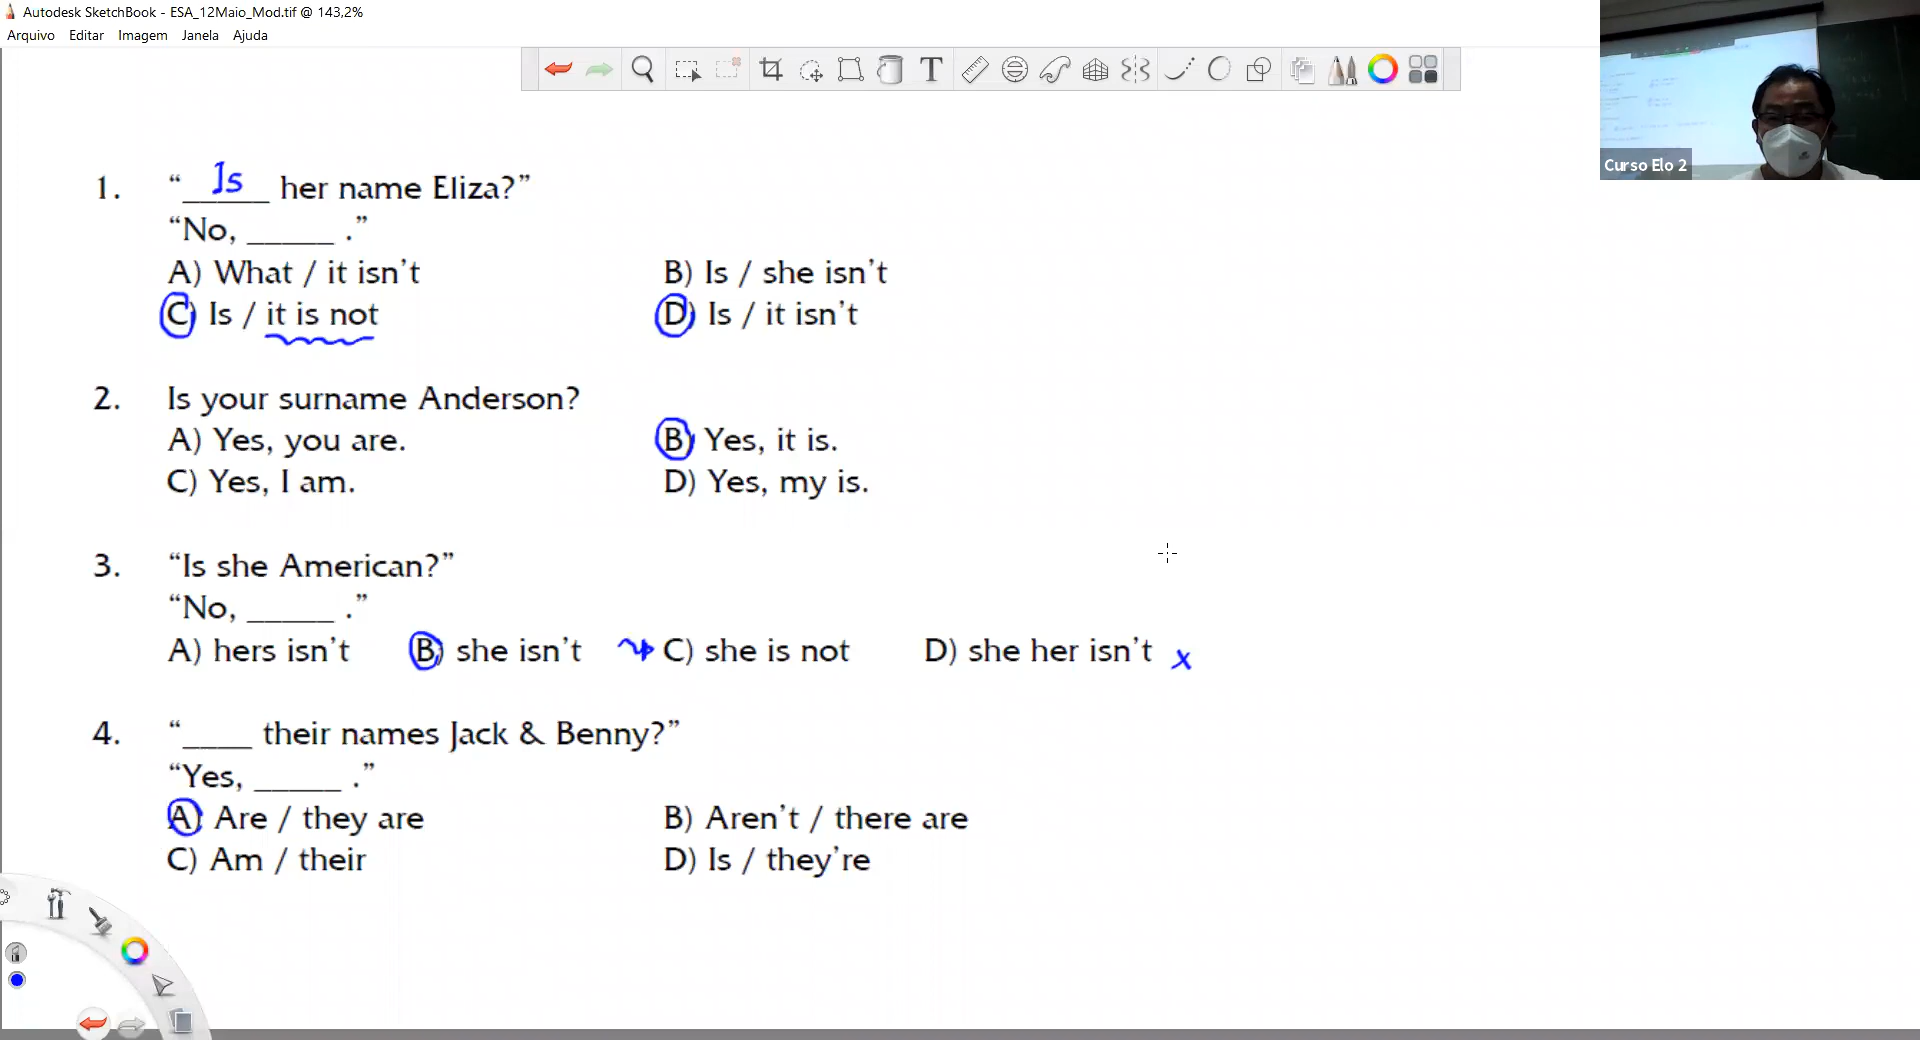 Autodesk SketchBook - ESA_12Maio_Mod.tif @ 143,2%
Arquivo Editar Imagem Janela Ajuda
Curso Elo 2
1. “_____ Is her name Eliza?”
“No, _____ .”
A) What / it isn’t B) Is / she isn’t
C) Is / it is not D) Is / it isn’t
2. Is your surname Anderson?
A) Yes, you are. B) Yes, it is.
C) Yes, I am. D) Yes, my is.
3. “Is she American?”
“No, _____ .”
A) hers isn’t B) she isn’t C) she is not D) she her isn’t x
4. “____ their names Jack & Benny?”
“Yes, _____ .”
A) Are / they are B) Aren’t / there are
C) Am / their D) Is / they’re